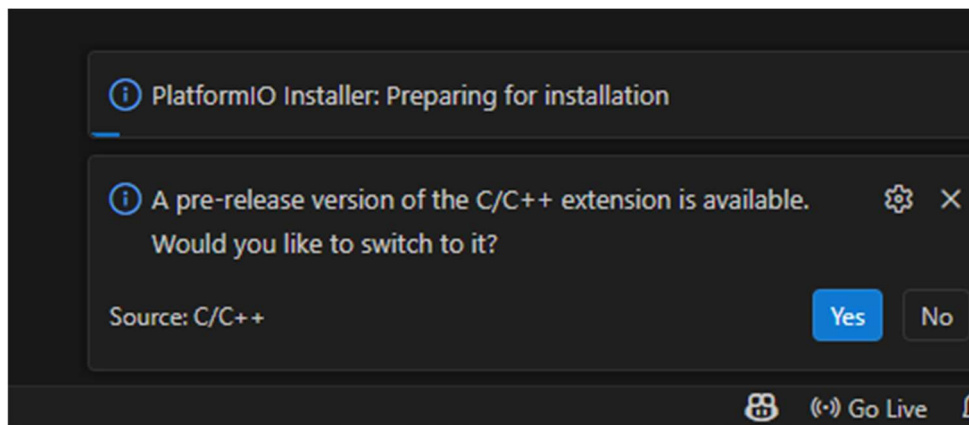 PlatformIO Installer: Preparing for installation
A pre-release version of the C/C++ extension is available.
Would you like to switch to it?
Source: C/C++
Yes
No
Go Live